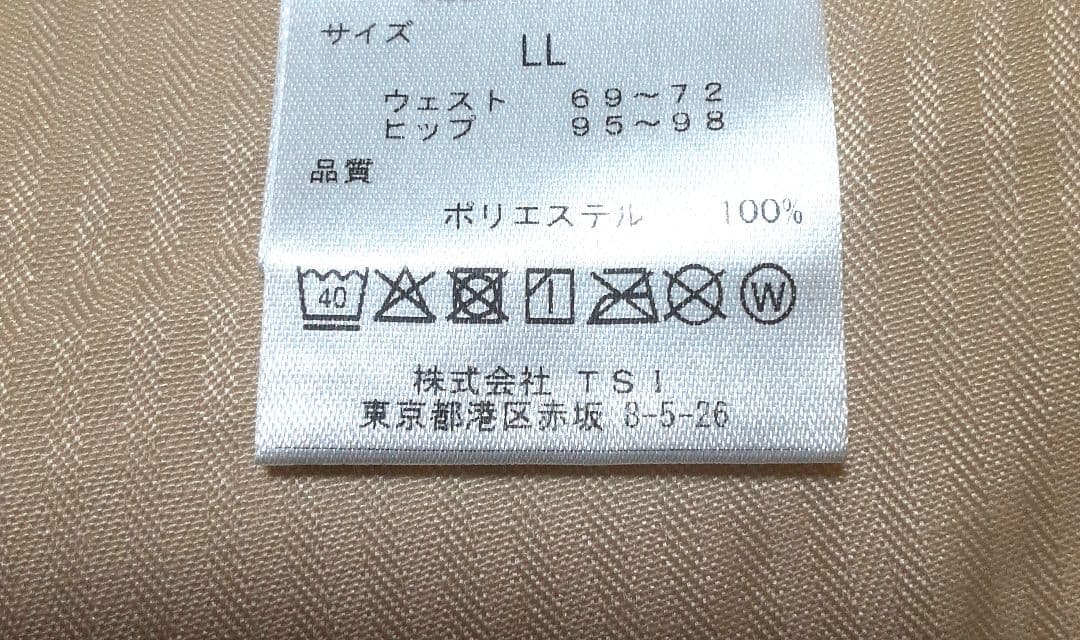 サイズ
LL
ウェスト 69～72
ヒップ 95～98
品質
ポリエステル 100%
40 W
株式会社 TSI
東京都港区赤坂 8-5-26